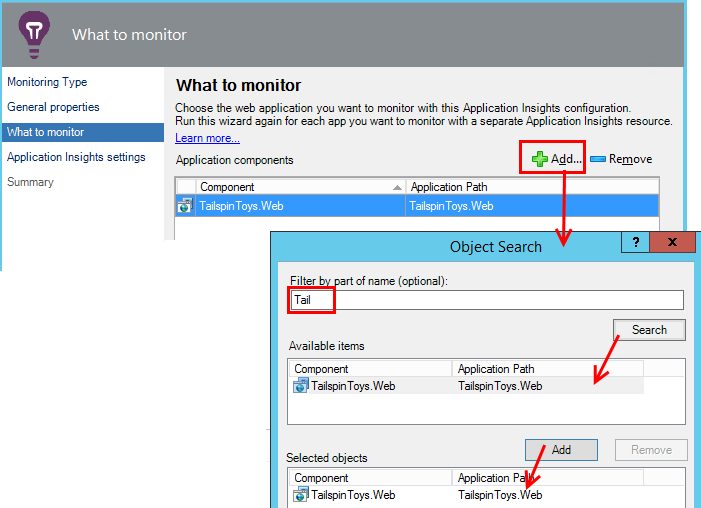 What to monitor
Monitoring Type
General properties
What to monitor
Application Insights settings
Summary
What to monitor
Choose the web application you want to monitor with this Application Insights configuration.
Run this wizard again for each app you want to monitor with a separate Application Insights resource.
Learn more...
Application components
Add... Remove
Component Application Path
TailspinToys.Web TailspinToys.Web
Object Search ? x
Filter by part of name (optional):
Tail
Search
Available items
Component Application Path
TailspinToys.Web TailspinToys.Web
Add Remove
Selected objects
Component Application Path
TailspinToys.Web TailspinToys.Web